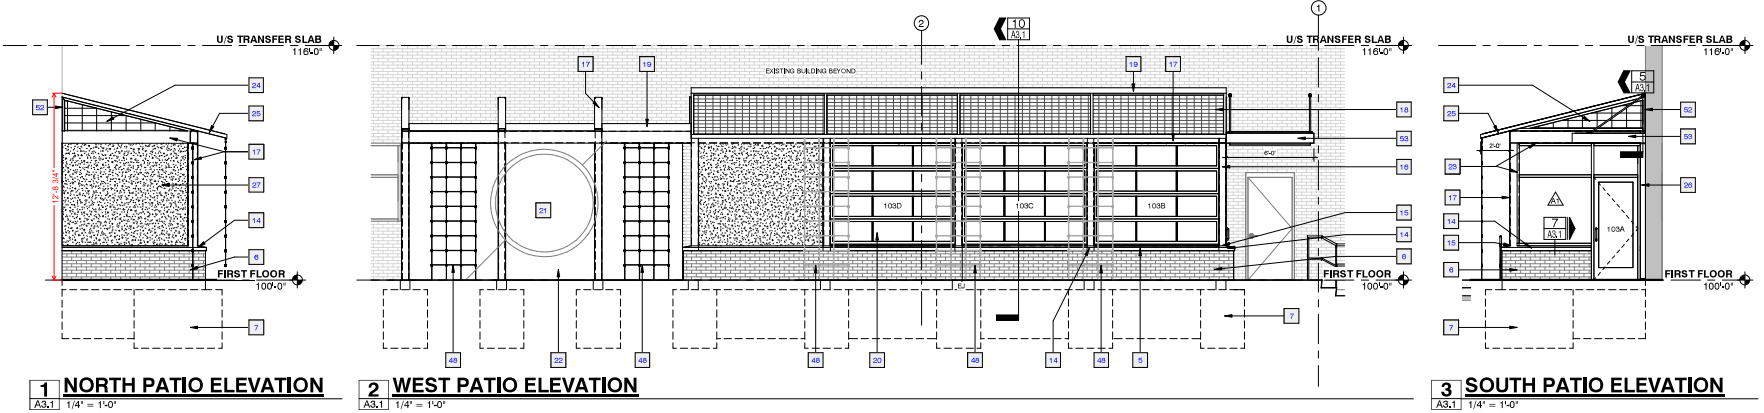 U/S TRANSFER SLAB
116'-0"
24
52
25
17
12'-8 3/4"
27
14
6
FIRST FLOOR
100'-0"
7
1 NORTH PATIO ELEVATION
A3.1 1/4" = 1'-0"
2
10
A3.1
1
U/S TRANSFER SLAB
116'-0"
17
19
EXISTING BUILDING BEYOND
19
17
18
53
6'-0"
16
21
103D
103C
103B
15
14
FIRST FLOOR
100'-0"
EJ
7
48
22
48
48
20
48
14
48
5
2 WEST PATIO ELEVATION
A3.1 1/4" = 1'-0"
U/S TRANSFER SLAB
116'-0"
5
A3.1
24
52
25
53
2'-0"
23
26
17
A1
7
A3.1
103A
14
15
6
FIRST FLOOR
100'-0"
7
3 SOUTH PATIO ELEVATION
A3.1 1/4" = 1'-0"